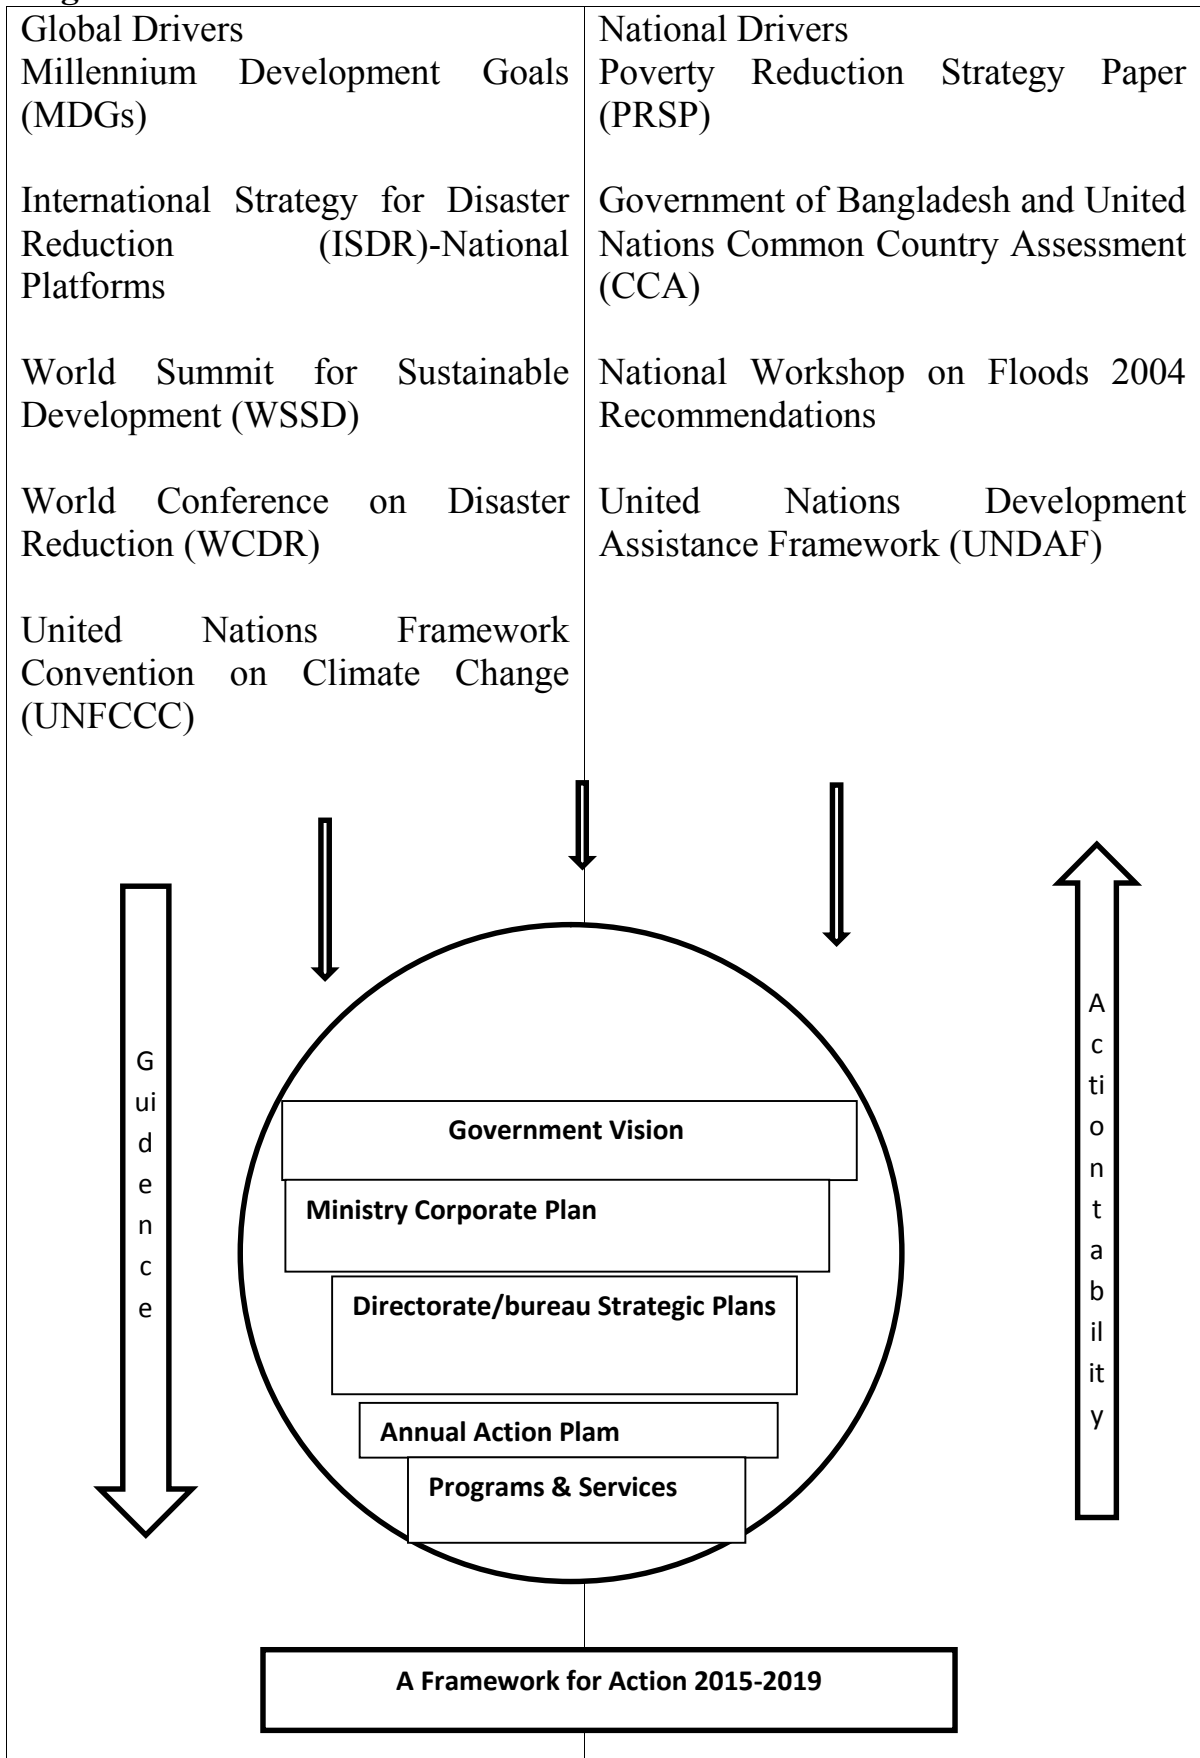 Global Drivers
Millennium Development Goals
(MDGs)
International Strategy for Disaster
Reduction (ISDR)-National
Platforms
World Summit for Sustainable
Development (WSSD)
World Conference on Disaster
Reduction (WCDR)
United Nations Framework
Convention on Climate Change
(UNFCCC)
National Drivers
Poverty Reduction Strategy Paper
(PRSP)
Government of Bangladesh and United
Nations Common Country Assessment
(CCA)
National Workshop on Floods 2004
Recommendations
United Nations Development
Assistance Framework (UNDAF)
G
ui
d
e
n
c
e
Government Vision
Ministry Corporate Plan
Directorate/bureau Strategic Plans
Annual Action Plam
Programs & Services
A
c
ti
o
n
t
a
b
il
it
y
A Framework for Action 2015-2019